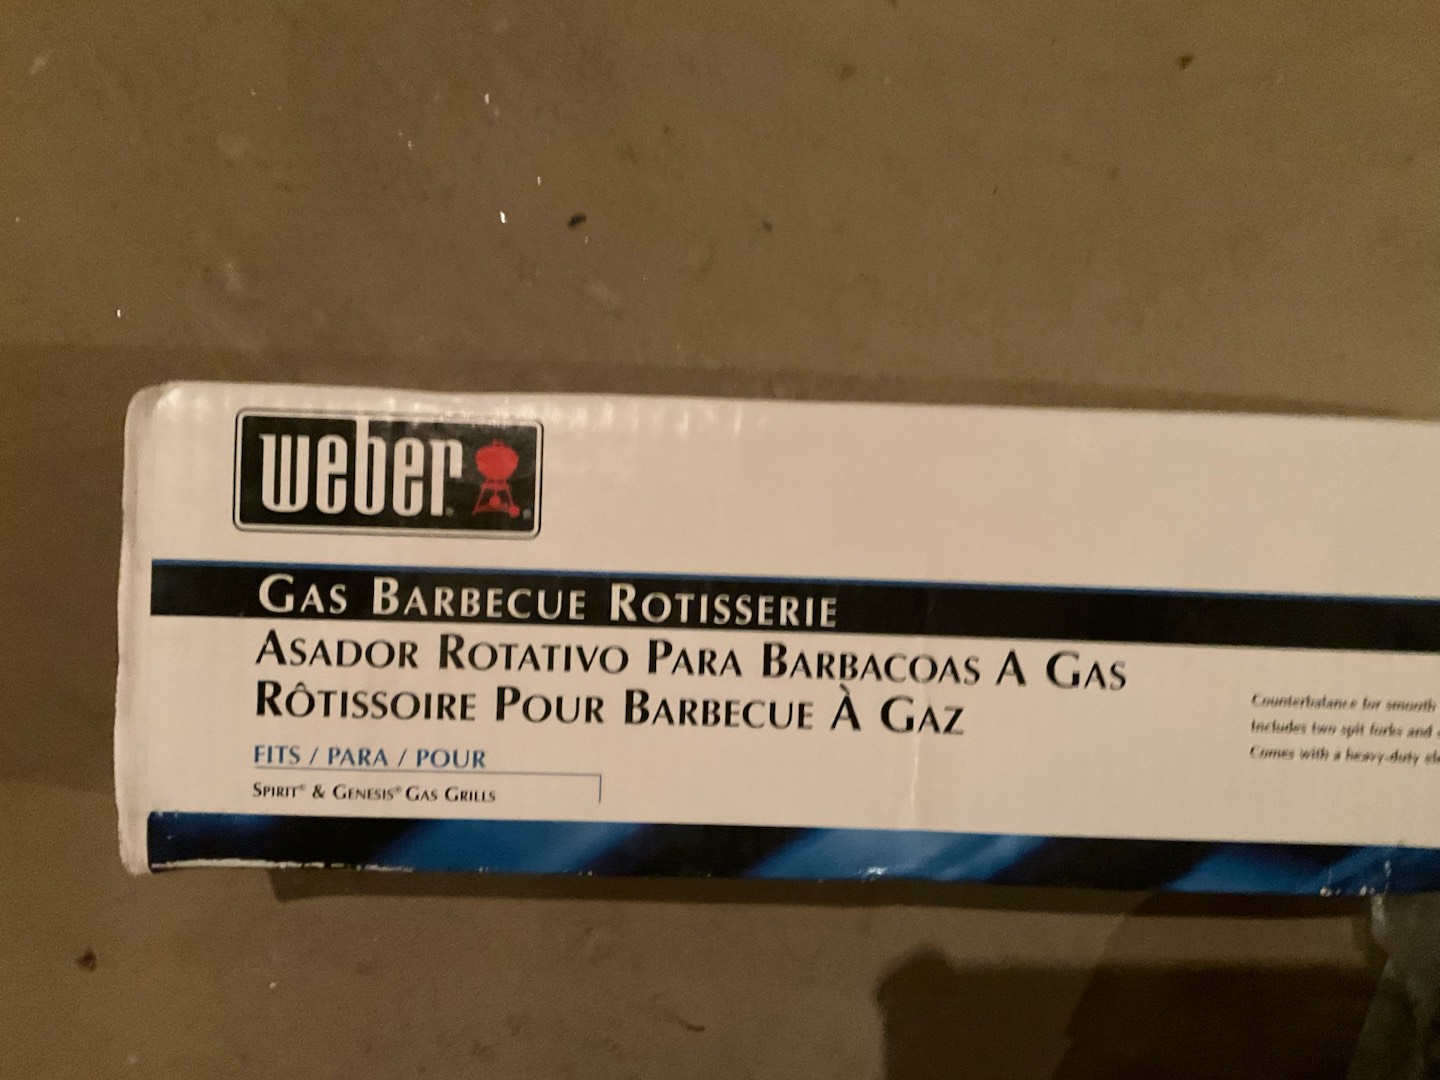 weber
GAS BARBECUE ROTISSERIE
ASADOR ROTATIVO PARA BARBACOAS A GAS
RÔTISSOIRE POUR BARBECUE À GAZ
FITS / PARA / POUR
SPIRIT® & GENESIS® GAS GRILLS
Counterbalance for smooth
Includes two spit forks and
Comes with a heavy-duty